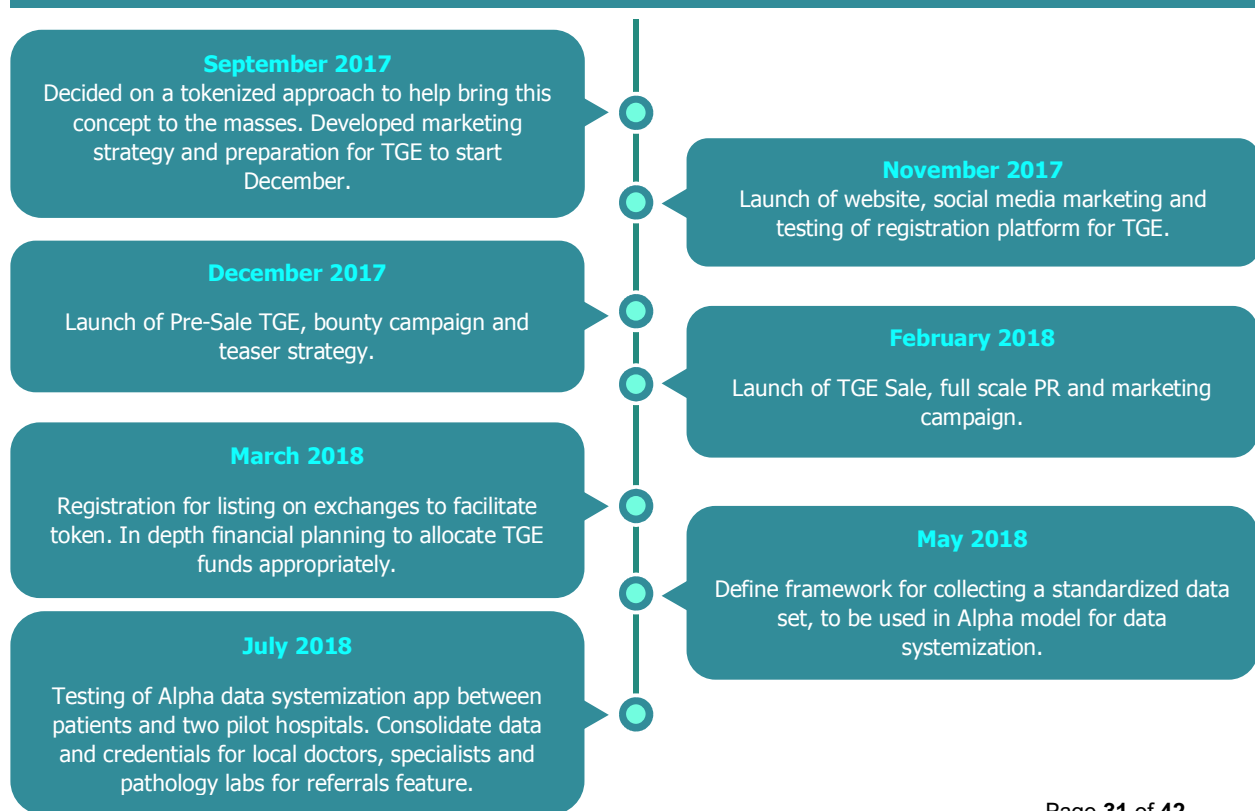 September 2017
Decided on a tokenized approach to help bring this
concept to the masses. Developed marketing
strategy and preparation for TGE to start
December.
November 2017
Launch of website, social media marketing and
testing of registration platform for TGE.
December 2017
Launch of Pre-Sale TGE, bounty campaign and
teaser strategy.
February 2018
Launch of TGE Sale, full scale PR and marketing
campaign.
March 2018
Registration for listing on exchanges to facilitate
token. In depth financial planning to allocate TGE
funds appropriately.
May 2018
Define framework for collecting a standardized data
set, to be used in Alpha model for data
systemization.
July 2018
Testing of Alpha data systemization app between
patients and two pilot hospitals. Consolidate data
and credentials for local doctors, specialists and
pathology labs for referrals feature.
Page 31 of 42